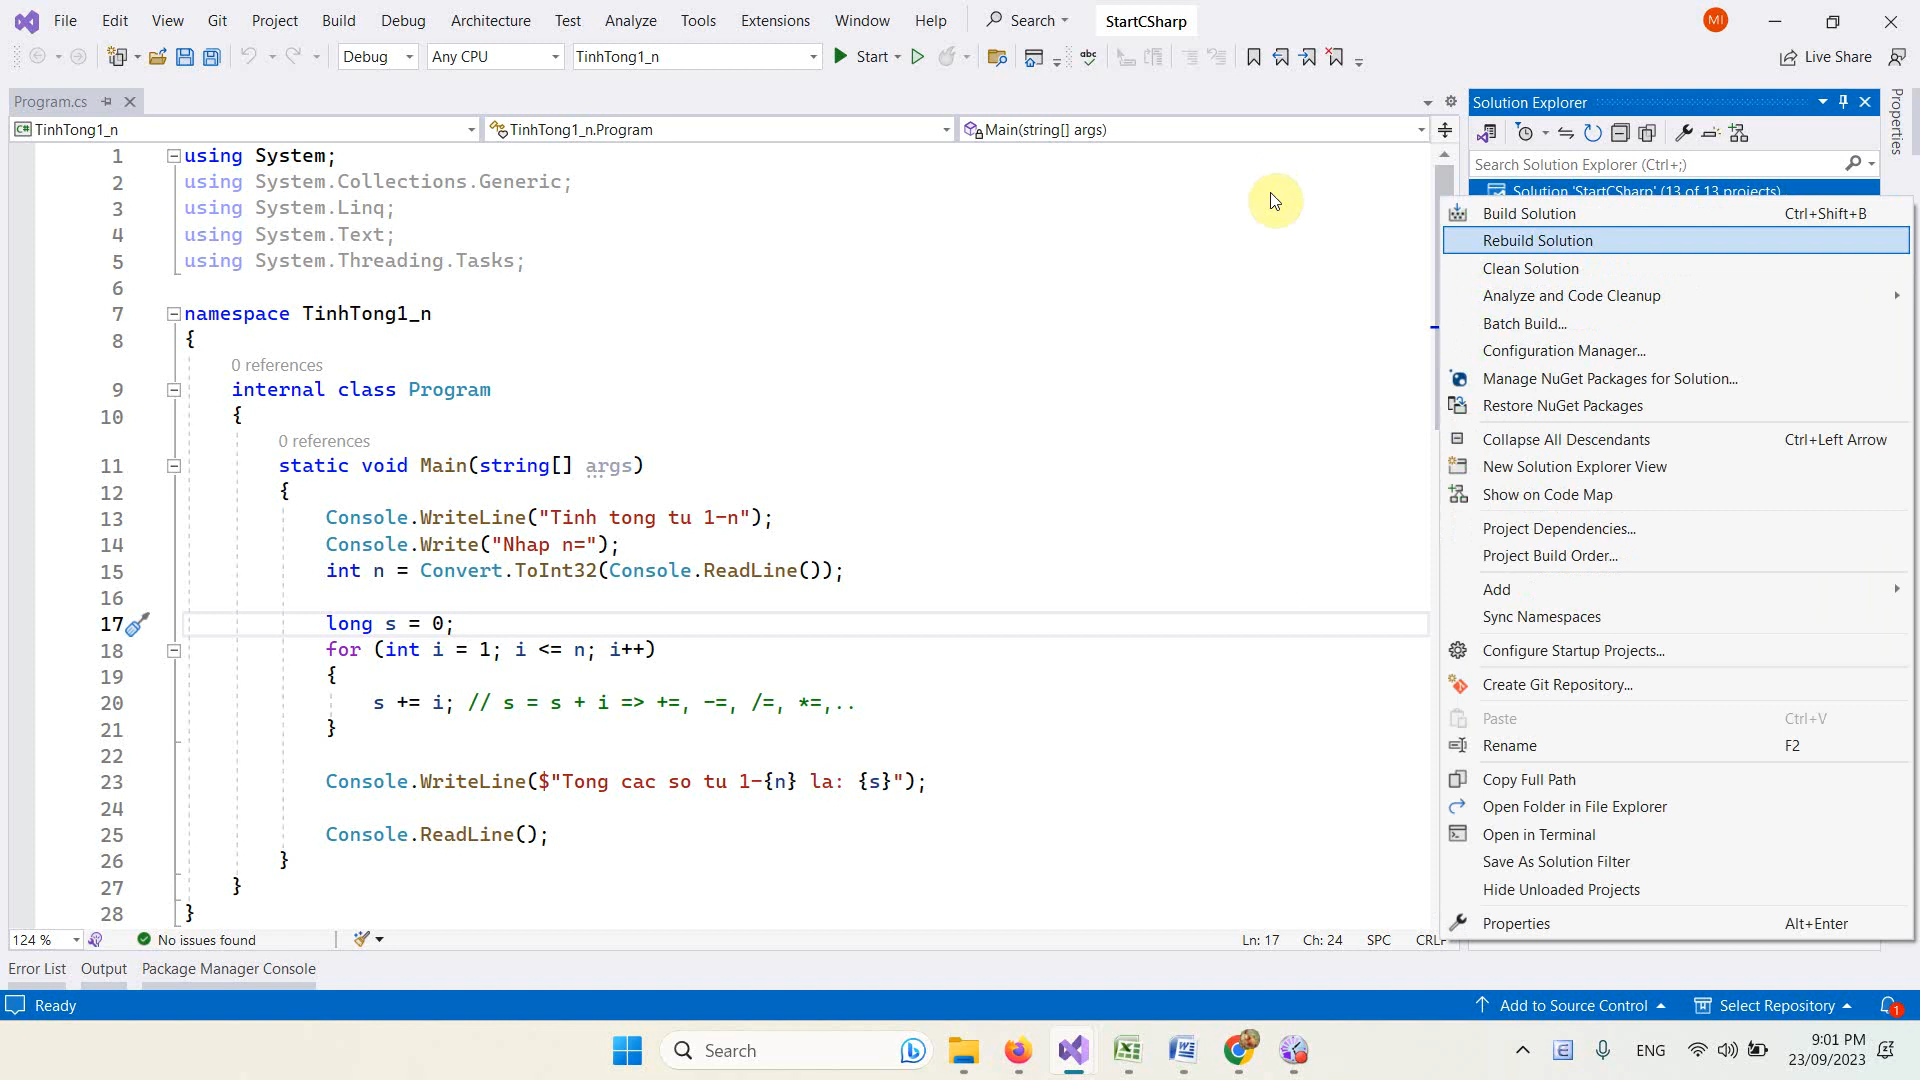 File Edit View Git Project Build Debug Architecture Test Analyze Tools Extensions Window Help Search StartCSharp MI
Debug Any CPU TinhTong1_n Start abc Live Share
Program.cs
Solution Explorer
Properties
C# TinhTong1_n TinhTong1_n.Program Main(string[] args)
Search Solution Explorer (Ctrl+;)
Solution 'StartCSharp' (13 of 13 projects)
1 using System;
2 using System.Collections.Generic;
3 using System.Linq;
4 using System.Text;
5 using System.Threading.Tasks;
6
7 namespace TinhTong1_n
8 {
0 references
9 internal class Program
10 {
0 references
11 static void Main(string[] args)
12 {
13 Console.WriteLine("Tinh tong tu 1-n");
14 Console.Write("Nhap n=");
15 int n = Convert.ToInt32(Console.ReadLine());
16
17 long s = 0;
18 for (int i = 1; i <= n; i++)
19 {
20 s += i; // s = s + i => +=, -=, /=, *=,..
21 }
22
23 Console.WriteLine($"Tong cac so tu 1-{n} la: {s}");
24
25 Console.ReadLine();
26 }
27 }
28 }
Build Solution Ctrl+Shift+B
Rebuild Solution
Clean Solution
Analyze and Code Cleanup
Batch Build...
Configuration Manager...
Manage NuGet Packages for Solution...
Restore NuGet Packages
Collapse All Descendants Ctrl+Left Arrow
New Solution Explorer View
Show on Code Map
Project Dependencies...
Project Build Order...
Add
Sync Namespaces
Configure Startup Projects...
Create Git Repository...
Paste Ctrl+V
Rename F2
Copy Full Path
Open Folder in File Explorer
Open in Terminal
Save As Solution Filter
Hide Unloaded Projects
Properties Alt+Enter
124 % No issues found Ln: 17 Ch: 24 SPC CRLF
Error List Output Package Manager Console
Ready Add to Source Control Select Repository 1
Search ENG 9:01 PM
23/09/2023